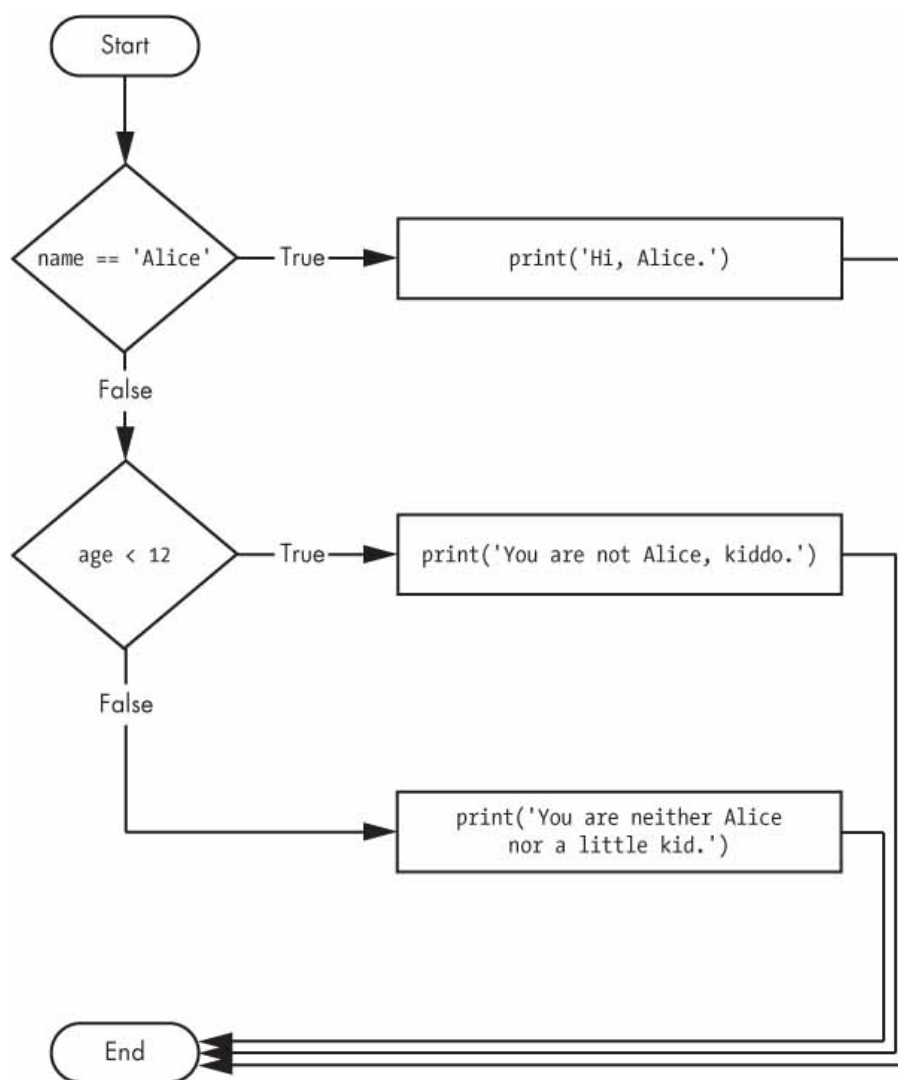 Start
name == 'Alice'
True
print('Hi, Alice.')
False
age < 12
True
print('You are not Alice, kiddo.')
False
print('You are neither Alice
nor a little kid.')
End